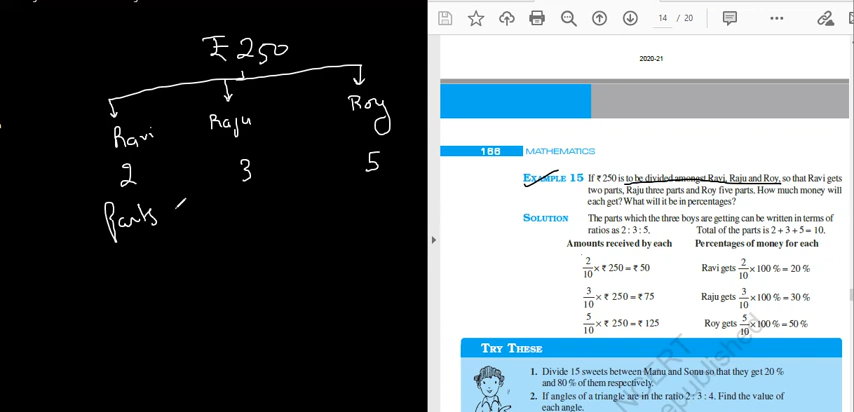 ₹ 250
Ravi Raju Roy
2 3 5
Parts
14 / 20
2020-21
166 MATHEMATICS
EXAMPLE 15 If ₹ 250 is to be divided amongst Ravi, Raju and Roy, so that Ravi gets
two parts, Raju three parts and Roy five parts. How much money will
each get? What will it be in percentages?
SOLUTION The parts which the three boys are getting can be written in terms of
ratios as 2 : 3 : 5. Total of the parts is 2 + 3 + 5 = 10.
Amounts received by each Percentages of money for each
2/10 × ₹ 250 = ₹ 50 Ravi gets 2/10 × 100 % = 20 %
3/10 × ₹ 250 = ₹ 75 Raju gets 3/10 × 100 % = 30 %
5/10 × ₹ 250 = ₹ 125 Roy gets 5/10 × 100 % = 50 %
TRY THESE
1. Divide 15 sweets between Manu and Sonu so that they get 20 %
and 80 % of them respectively.
2. If angles of a triangle are in the ratio 2 : 3 : 4. Find the value of
each angle.
NCERT
republished